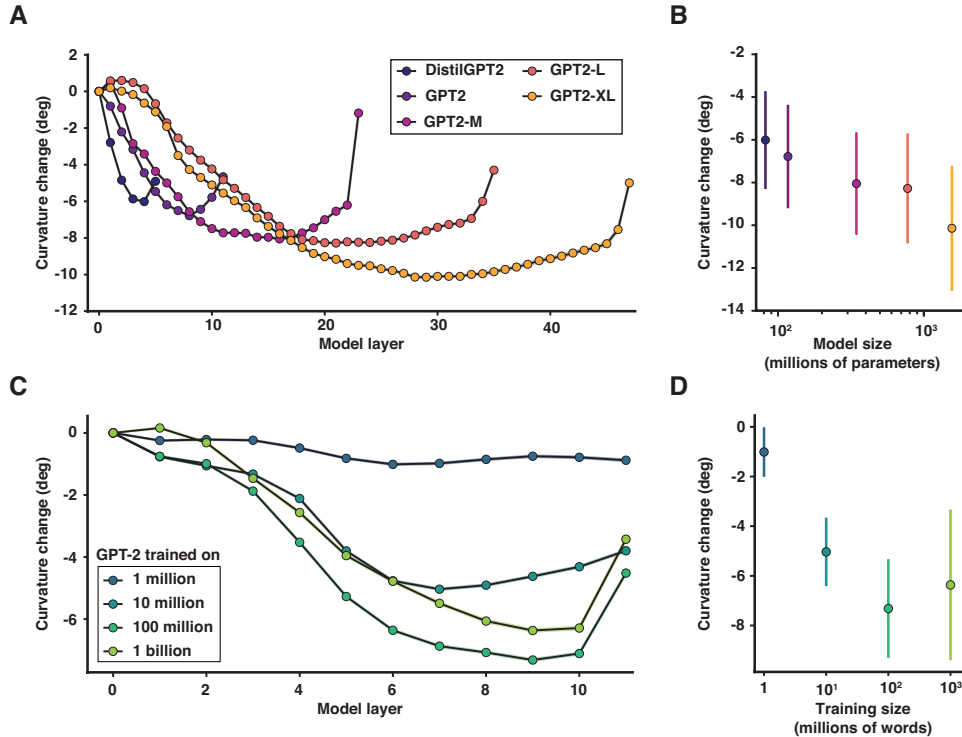 A
Curvature change (deg)
2
0
-2
-4
-6
-8
-10
-12
0
10
20
30
40
Model layer
DistilGPT2
GPT2
GPT2-M
GPT2-L
GPT2-XL
B
Curvature change (deg)
-2
-4
-6
-8
-10
-12
-14
10²
10³
Model size
(millions of parameters)
C
Curvature change (deg)
0
-2
-4
-6
0
2
4
6
8
10
Model layer
GPT-2 trained on
1 million
10 million
100 million
1 billion
D
Curvature change (deg)
0
-2
-4
-6
-8
1
10¹
10²
10³
Training size
(millions of words)